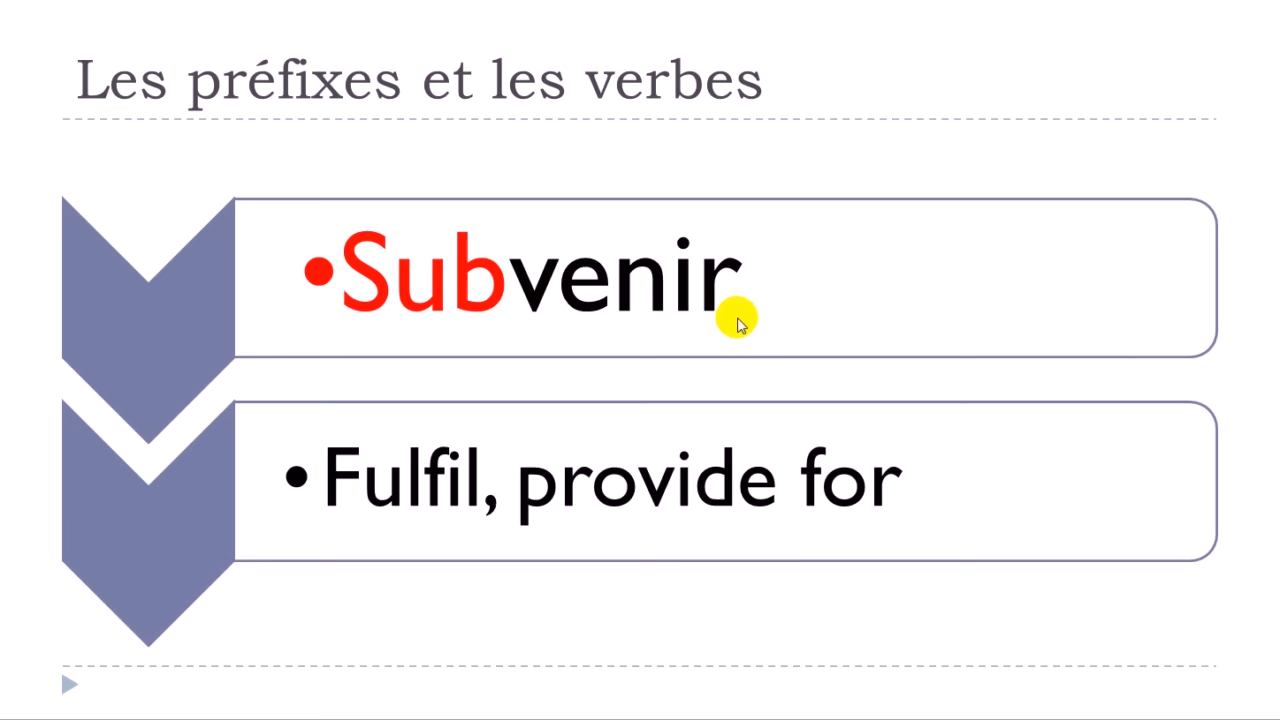 Les préfixes et les verbes
•Subvenir
•Fulfil, provide for